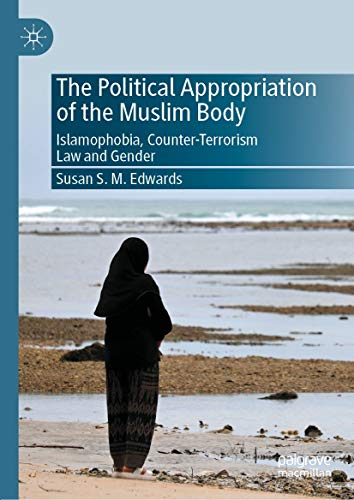 The Political Appropriation
of the Muslim Body
Islamophobia, Counter-Terrorism
Law and Gender
Susan S. M. Edwards
palgrave
macmillan